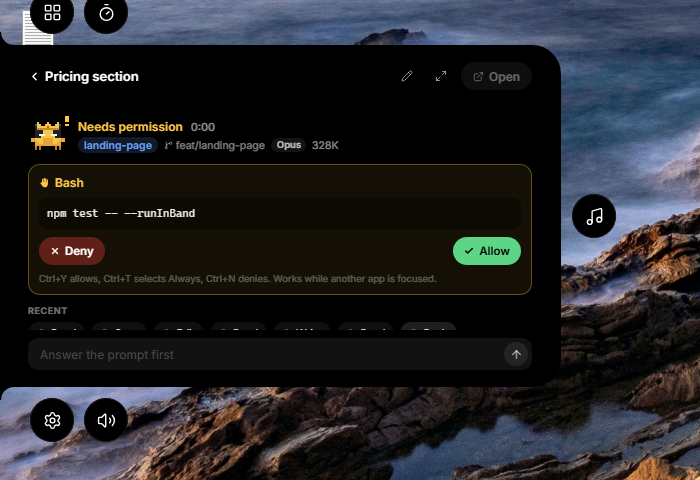 Pricing section
Open
Needs permission 0:00
landing-page feat/landing-page Opus 328K
Bash
npm test -- --runInBand
Deny
Allow
Ctrl+Y allows, Ctrl+T selects Always, Ctrl+N denies. Works while another app is focused.
RECENT
Answer the prompt first